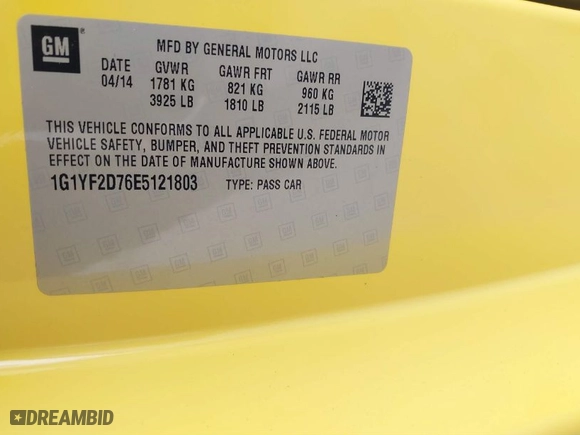 GM
MFD BY GENERAL MOTORS LLC
DATE GVWR GAWR FRT GAWR RR
04/14 1781 KG 821 KG 960 KG
3925 LB 1810 LB 2115 LB
THIS VEHICLE CONFORMS TO ALL APPLICABLE U.S. FEDERAL MOTOR
VEHICLE SAFETY, BUMPER, AND THEFT PREVENTION STANDARDS IN
EFFECT ON THE DATE OF MANUFACTURE SHOWN ABOVE.
1G1YF2D76E5121803 TYPE: PASS CAR
DREAMBID